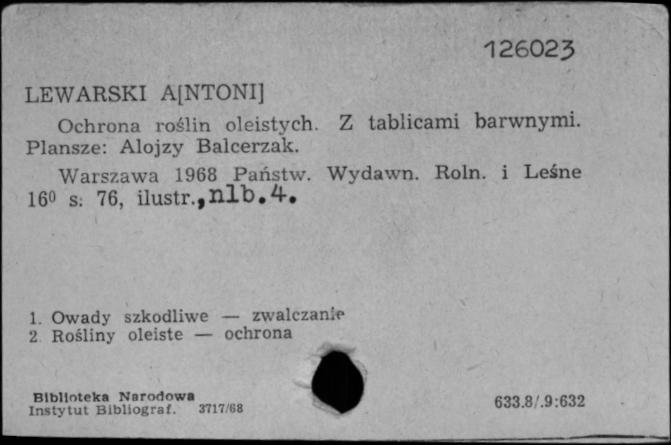 126023
LEWARSKI A[NTONI]
Ochrona roślin oleistych. Z tablicami barwnymi.
Plansze: Alojzy Balcerzak.
Warszawa 1968 Państw. Wydawn. Roln. i Leśne
16⁰ s. 76, ilustr., nlb. 4.
1. Owady szkodliwe — zwalczanie
2 Rośliny oleiste — ochrona
Biblioteka Narodowa
Instytut Bibliograf. 3717/68
633.8/.9:632